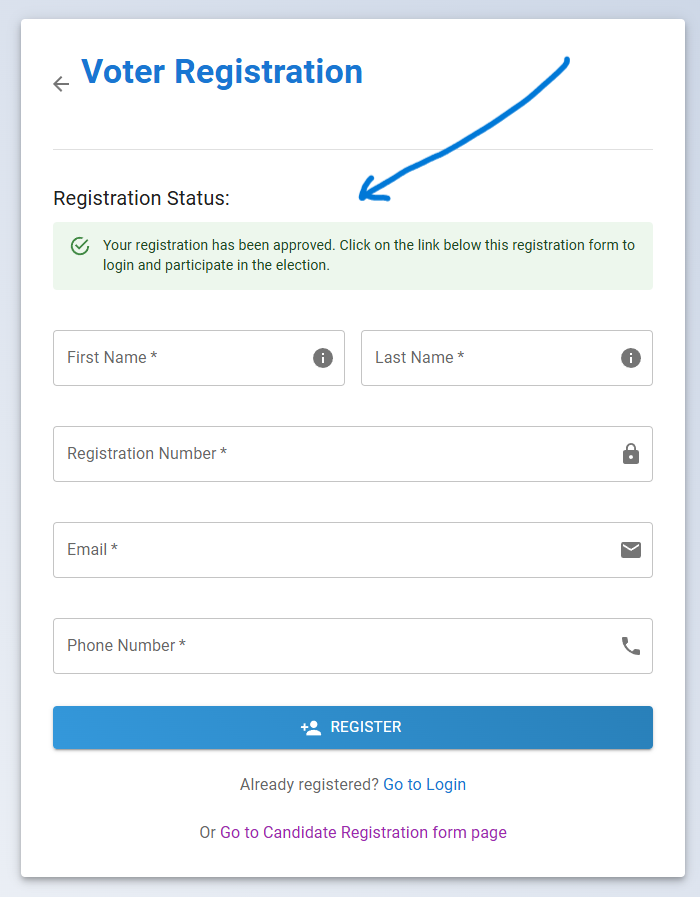 Voter Registration
Registration Status:
Your registration has been approved. Click on the link below this registration form to
login and participate in the election.
First Name *
Last Name *
Registration Number *
Email *
Phone Number *
REGISTER
Already registered? Go to Login
Or Go to Candidate Registration form page